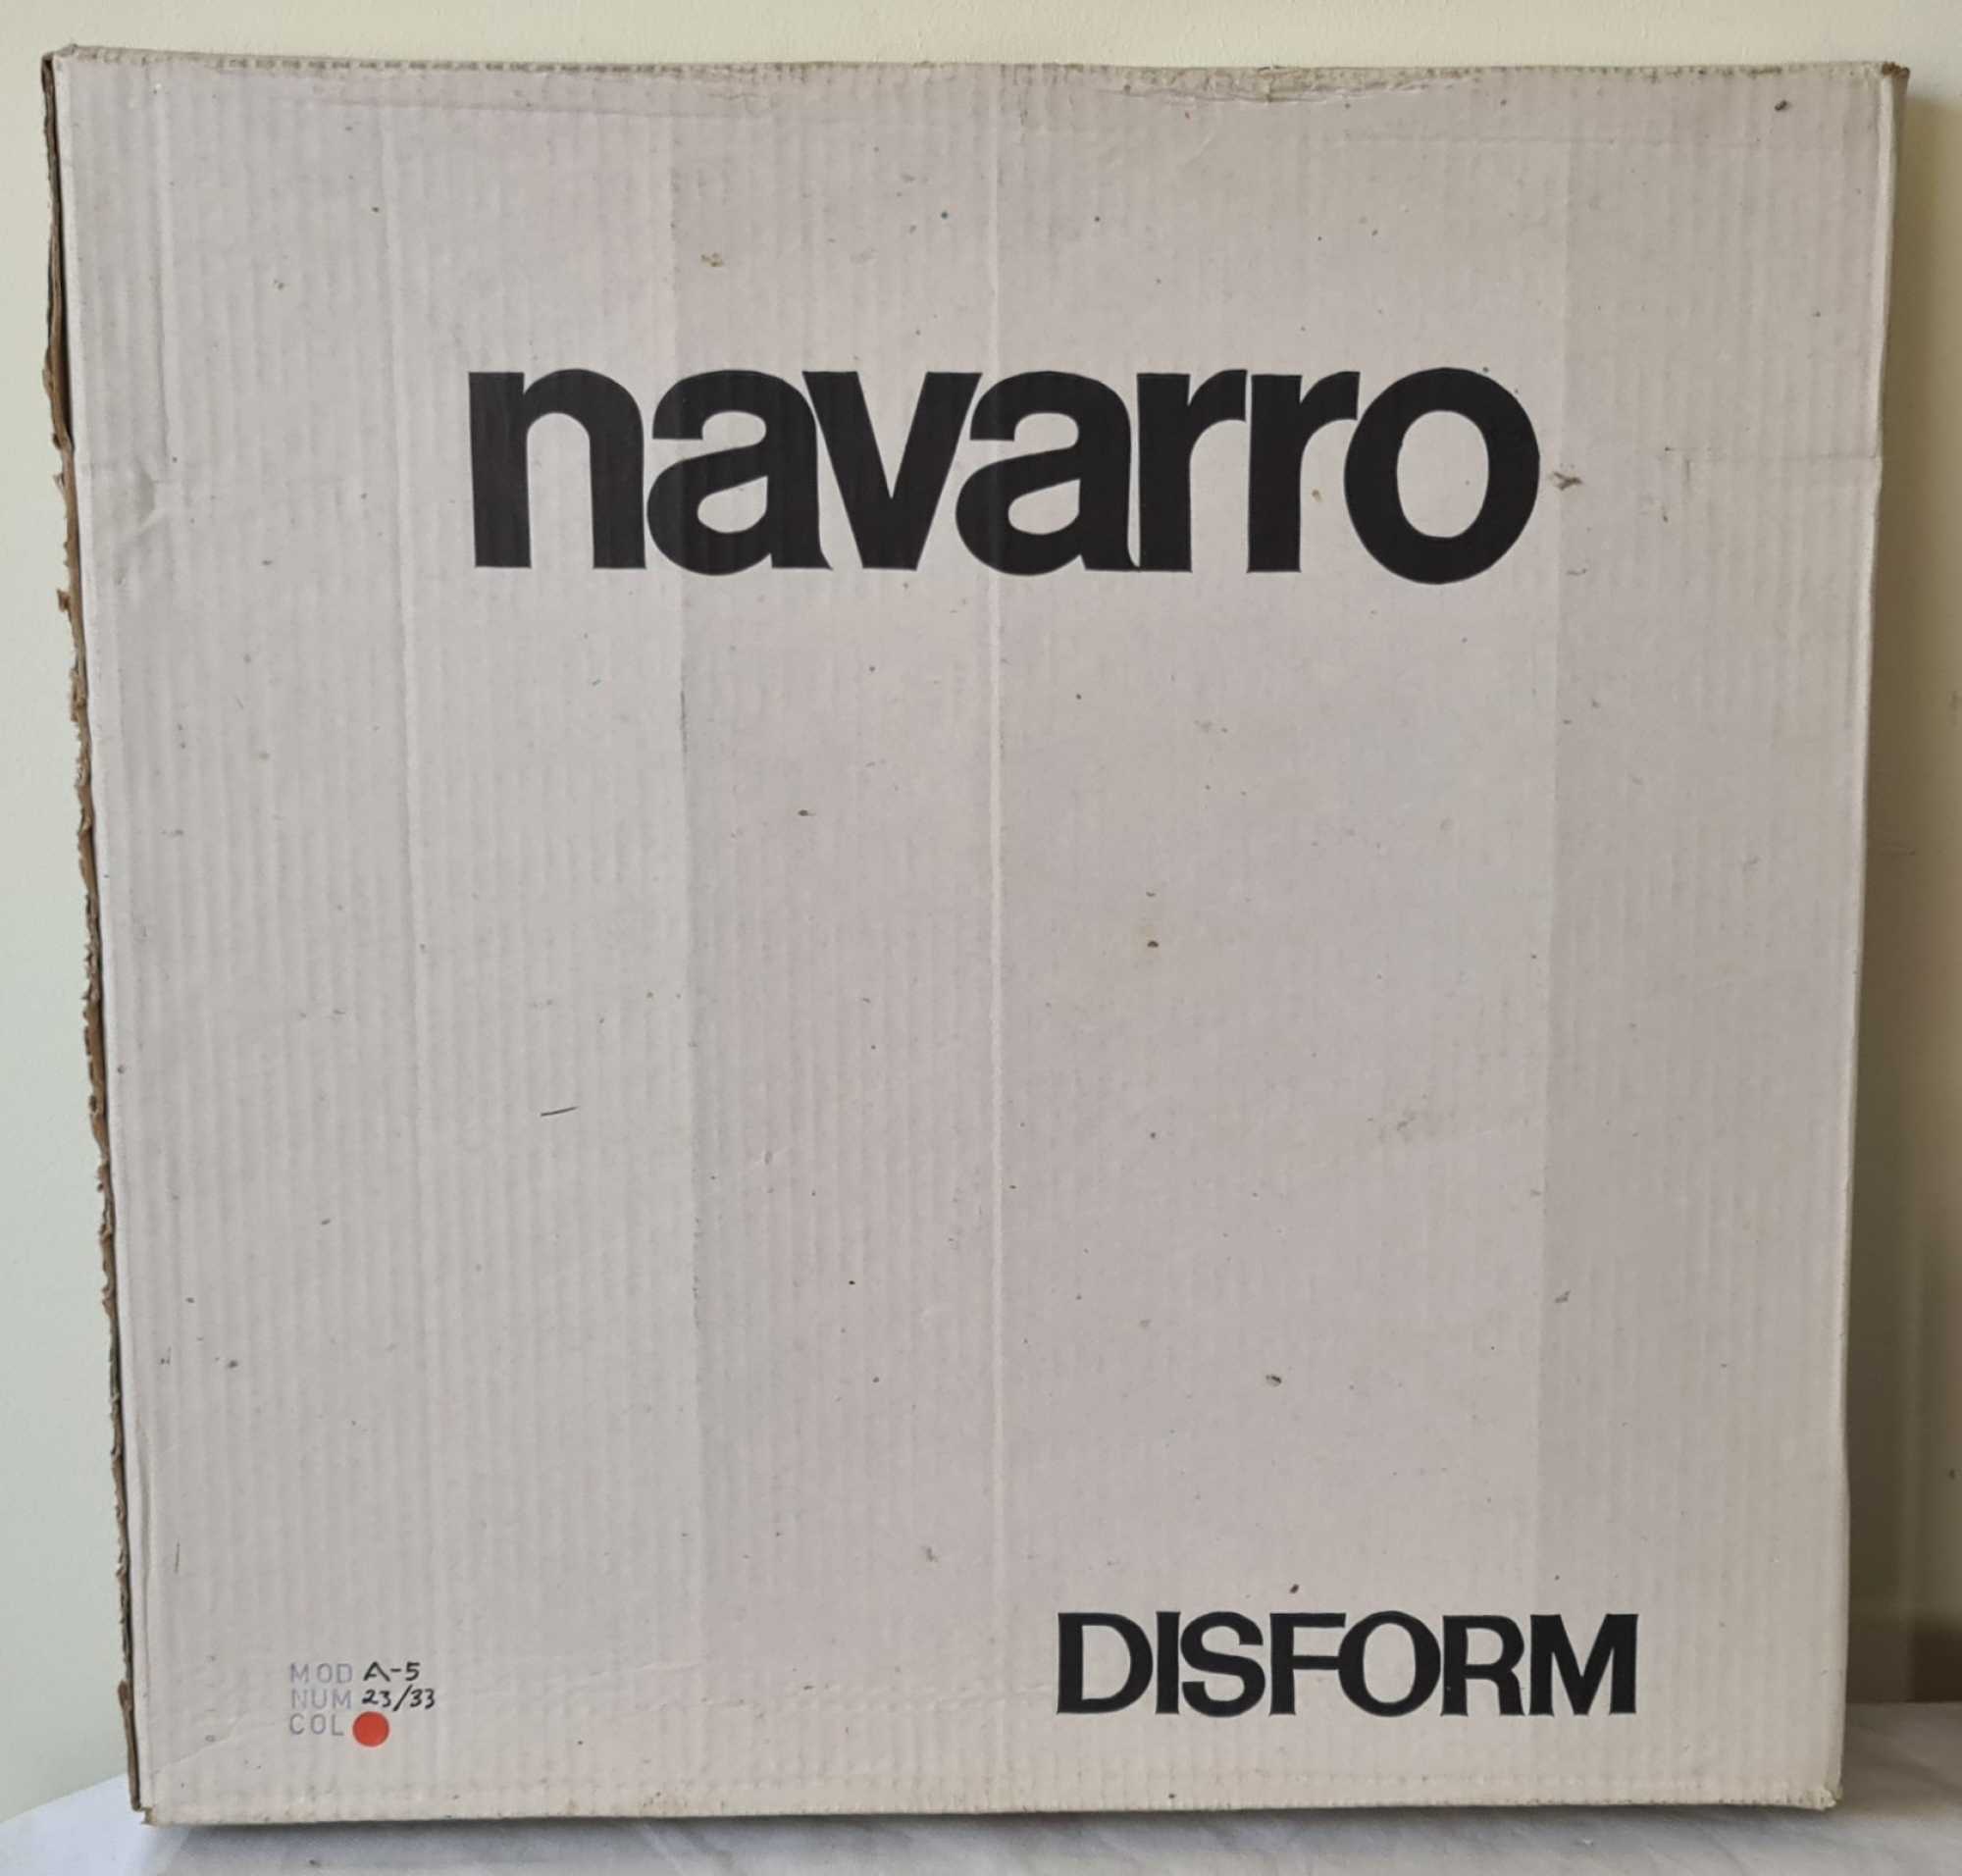 navarro
DISFORM
MOD A-5
NUM 23/33
COL